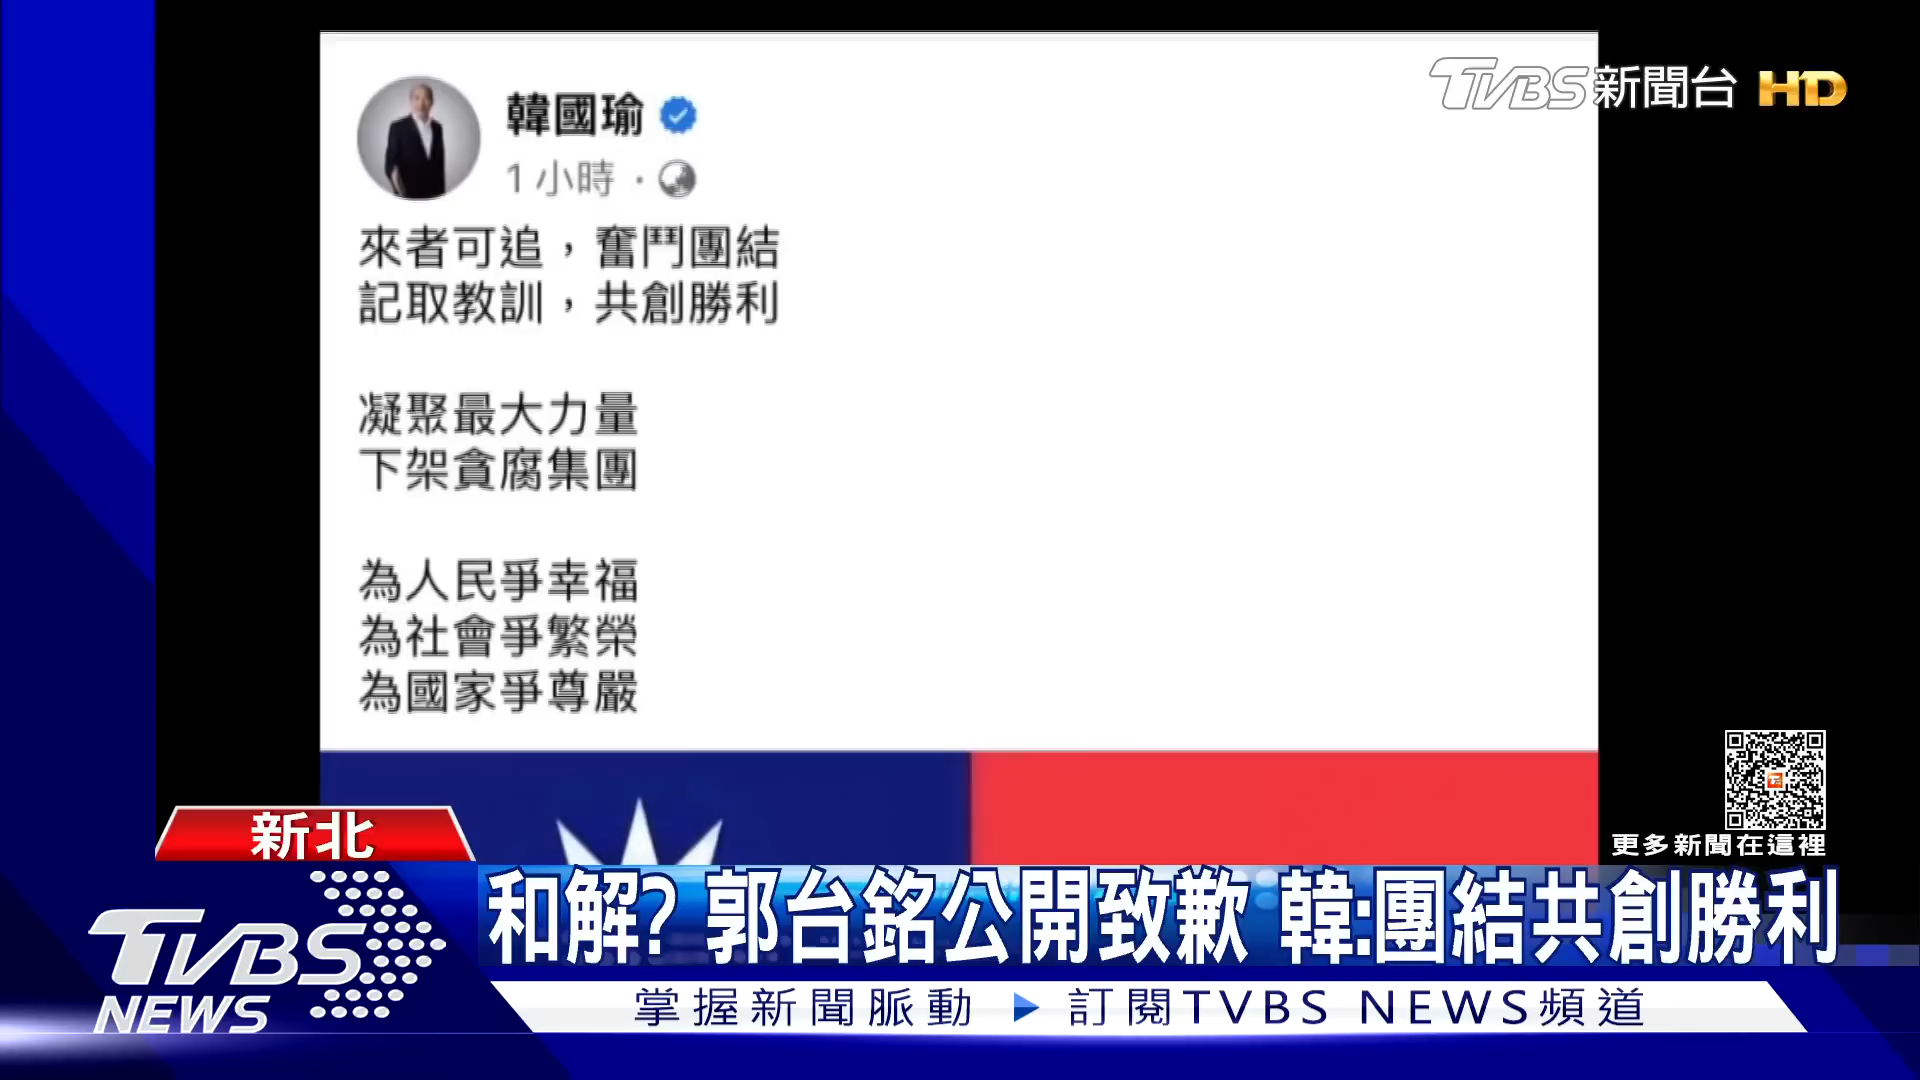 TVBS新聞台 HD
韓國瑜
1 小時 ·
來者可追，奮鬥團結
記取教訓，共創勝利
凝聚最大力量
下架貪腐集團
為人民爭幸福
為社會爭繁榮
為國家爭尊嚴
更多新聞在這裡
新北
和解? 郭台銘公開致歉 韓:團結共創勝利
TVBS NEWS
掌握新聞脈動 ▶ 訂閱TVBS NEWS頻道